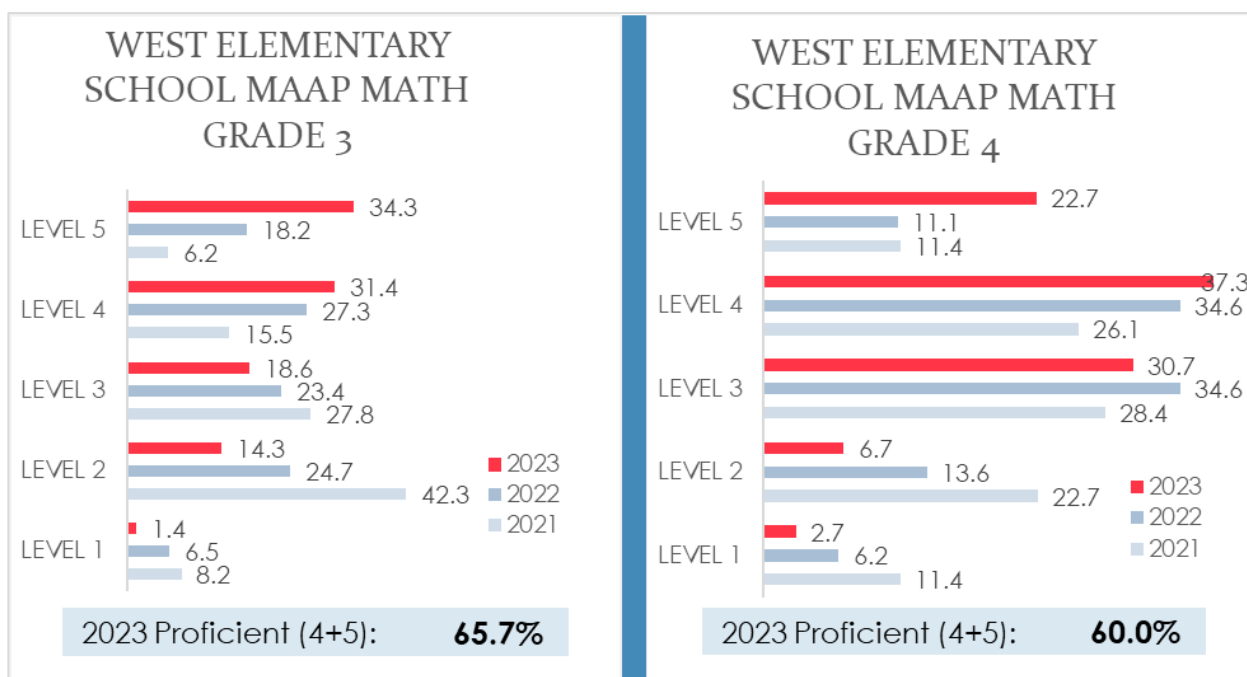 WEST ELEMENTARY
SCHOOL MAAP MATH
GRADE 3
LEVEL 5
34.3
18.2
6.2
LEVEL 4
31.4
27.3
15.5
LEVEL 3
18.6
23.4
27.8
LEVEL 2
14.3
24.7
42.3
LEVEL 1
1.4
6.5
8.2
2023
2022
2021
2023 Proficient (4+5): 65.7%
WEST ELEMENTARY
SCHOOL MAAP MATH
GRADE 4
LEVEL 5
22.7
11.1
11.4
LEVEL 4
37.3
34.6
26.1
LEVEL 3
30.7
34.6
28.4
LEVEL 2
6.7
13.6
22.7
LEVEL 1
2.7
6.2
11.4
2023
2022
2021
2023 Proficient (4+5): 60.0%